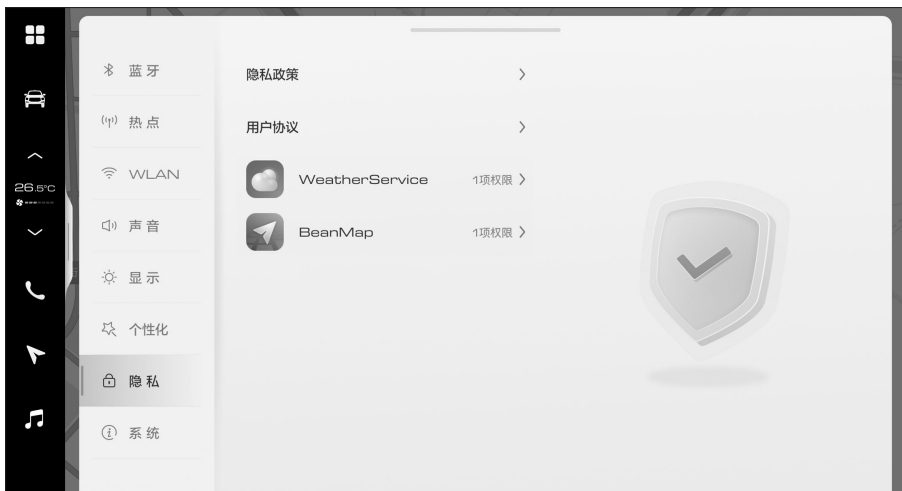 26.5°C
蓝牙
热点
WLAN
声音
显示
个性化
隐私
系统
隐私政策
用户协议
WeatherService 1项权限
BeanMap 1项权限